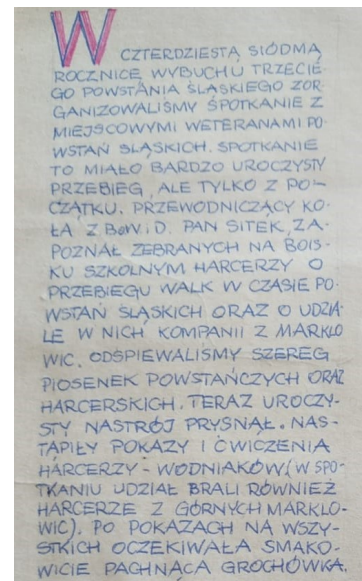 W CZTERDZIESTĄ SIÓDMĄ
ROCZNICĘ WYBUCHU TRZECIE-
GO POWSTANIA ŚLĄSKIEGO ZOR-
GANIZOWALISMY SPOTKANIE Z
MIEJSCOWYMI WETERANAMI PO-
WSTAŃ ŚLĄSKICH. SPOTKANIE
TO MIAŁO BARDZO UROCZYSTY
PRZEBIEG, ALE TYLKO Z PO-
CZĄTKU. PRZEWODNICZĄCY KO-
ŁA Z BoWiD. PAN SITEK, ZA-
POZNAŁ ZEBRANYCH NA BOIS-
KU SZKOLNYM HARCERZY O
PRZEBIEGU WALK W CZASIE PO-
WSTAŃ ŚLĄSKICH ORAZ O UDZIA-
LE W NICH KOMPANII Z MARKLO
WIC. ODSPIEWALISMY SZEREG
PIOSENEK POWSTAŃCZYCH ORAZ
HARCERSKICH. TERAZ UROCZY-
STY NASTRÓJ PRYSNĄŁ. NAS-
TĄPIŁY POKAZY I ĆWICZENIA
HARCERZY - WODNIAKÓW (W SPO-
TKANIU UDZIAŁ BRALI RÓWNIEŻ
HARCERZE Z GÓRNYCH MARKLO-
WIC). PO POKAZACH NA WSZY-
STKICH OCZEKIWAŁA SMAKO-
WICIE PACHNĄCA GROCHÓWKA.